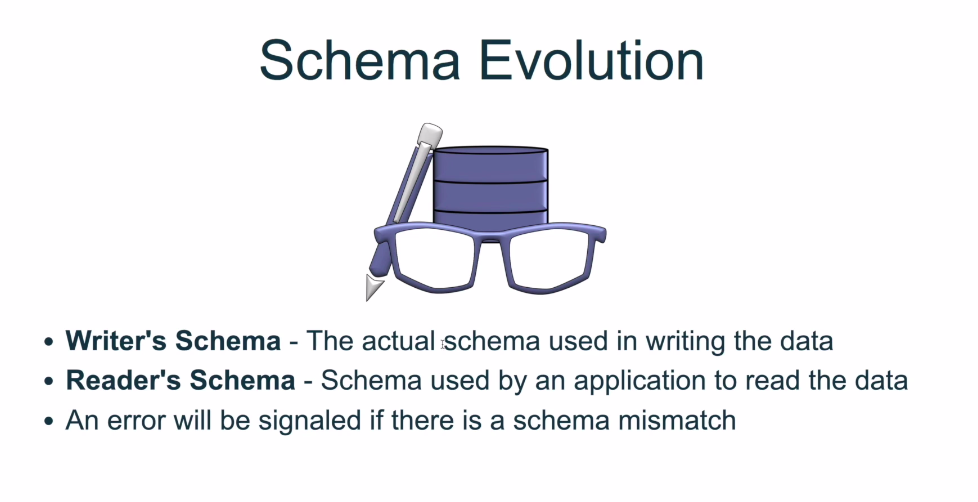 Schema Evolution
• Writer's Schema - The actual schema used in writing the data
• Reader's Schema - Schema used by an application to read the data
• An error will be signaled if there is a schema mismatch